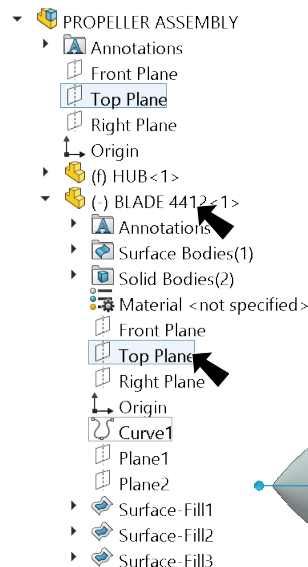 PROPELLER ASSEMBLY
Annotations
Front Plane
Top Plane
Right Plane
Origin
(f) HUB<1>
(-) BLADE 4412<1>
Annotations
Surface Bodies(1)
Solid Bodies(2)
Material <not specified>
Front Plane
Top Plane
Right Plane
Origin
Curve1
Plane1
Plane2
Surface-Fill1
Surface-Fill2
Surface-Fill3